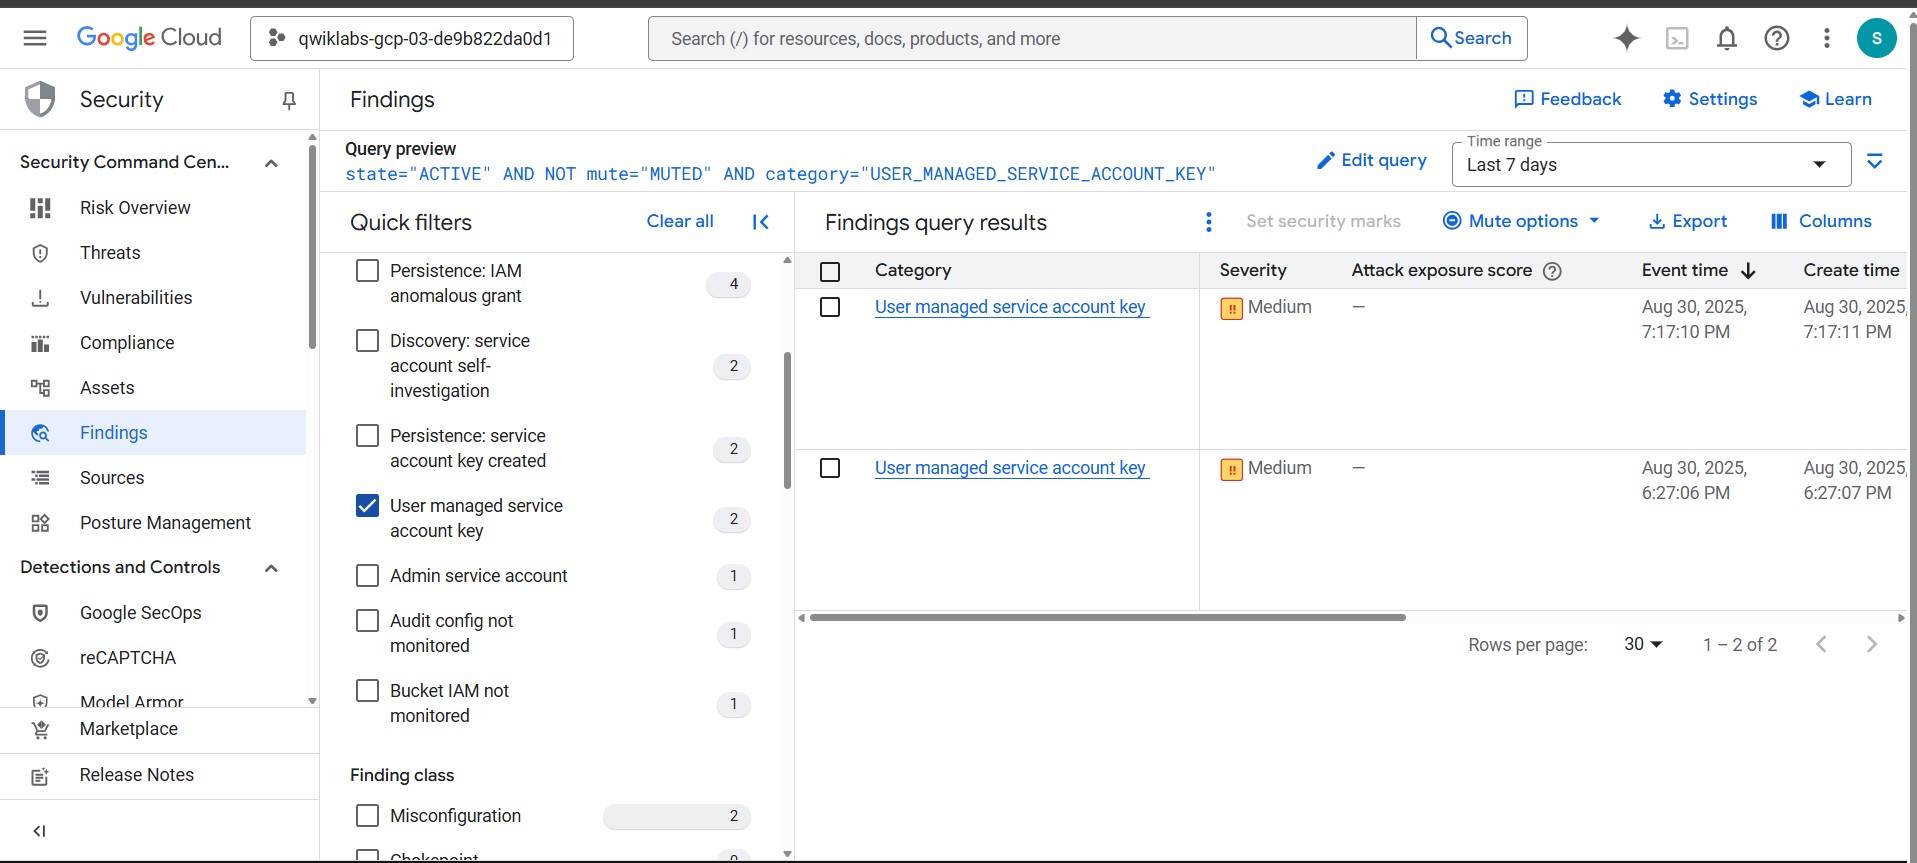 Google Cloud
qwiklabs-gcp-03-de9b822da0d1
Search (/) for resources, docs, products, and more
Search
S
Security
Security Command Cen...
Risk Overview
Threats
Vulnerabilities
Compliance
Assets
Findings
Sources
Posture Management
Detections and Controls
Google SecOps
reCAPTCHA
Model Armor
Marketplace
Release Notes
Findings
Feedback
Settings
Learn
Query preview
state="ACTIVE" AND NOT mute="MUTED" AND category="USER_MANAGED_SERVICE_ACCOUNT_KEY"
Edit query
Time range
Last 7 days
Quick filters
Clear all
Persistence: IAM
anomalous grant
4
Discovery: service
account self-
investigation
2
Persistence: service
account key created
2
User managed service
account key
2
Admin service account
1
Audit config not
monitored
1
Bucket IAM not
monitored
1
Finding class
Misconfiguration
2
Chokepoint
0
Findings query results
Set security marks
Mute options
Export
Columns
Category
Severity
Attack exposure score
Event time
Create time
User managed service account key
Medium
—
Aug 30, 2025,
7:17:10 PM
Aug 30, 2025,
7:17:11 PM
User managed service account key
Medium
—
Aug 30, 2025,
6:27:06 PM
Aug 30, 2025,
6:27:07 PM
Rows per page:
30
1 – 2 of 2